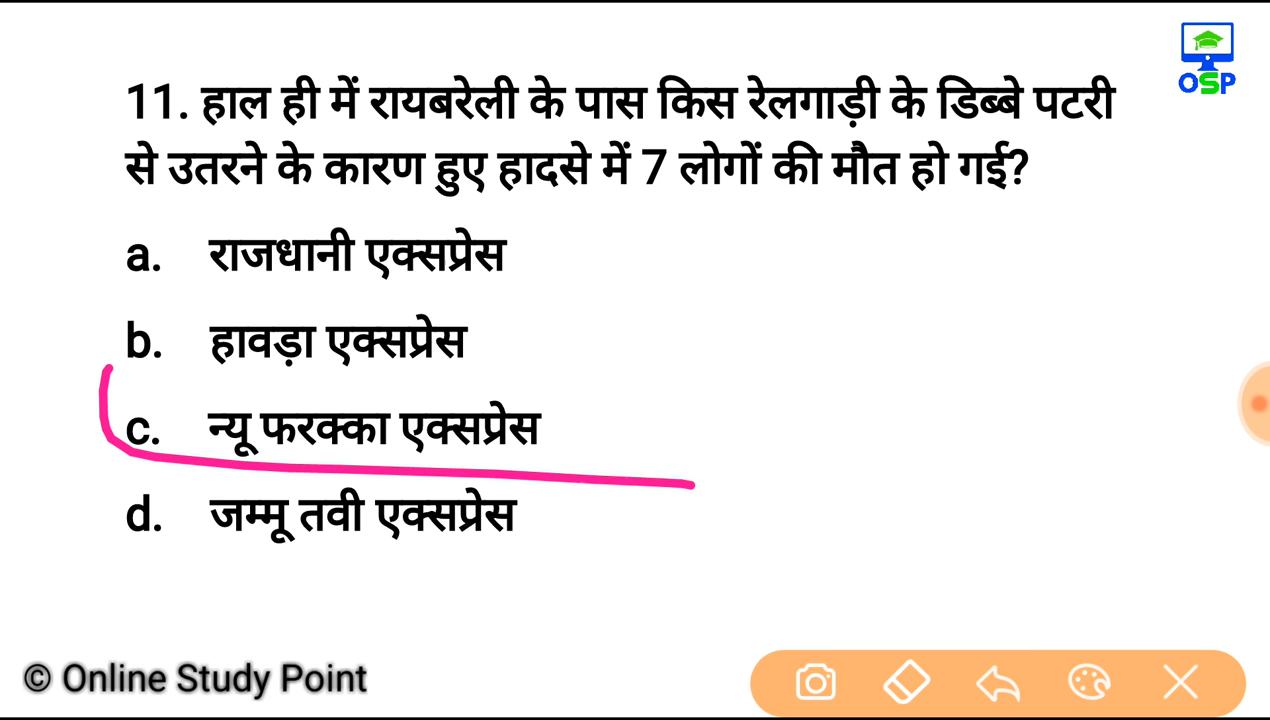 OSP
11. हाल ही में रायबरेली के पास किस रेलगाड़ी के डिब्बे पटरी
से उतरने के कारण हुए हादसे में 7 लोगों की मौत हो गई?
a. राजधानी एक्सप्रेस
b. हावड़ा एक्सप्रेस
c. न्यू फरक्का एक्सप्रेस
d. जम्मू तवी एक्सप्रेस
© Online Study Point